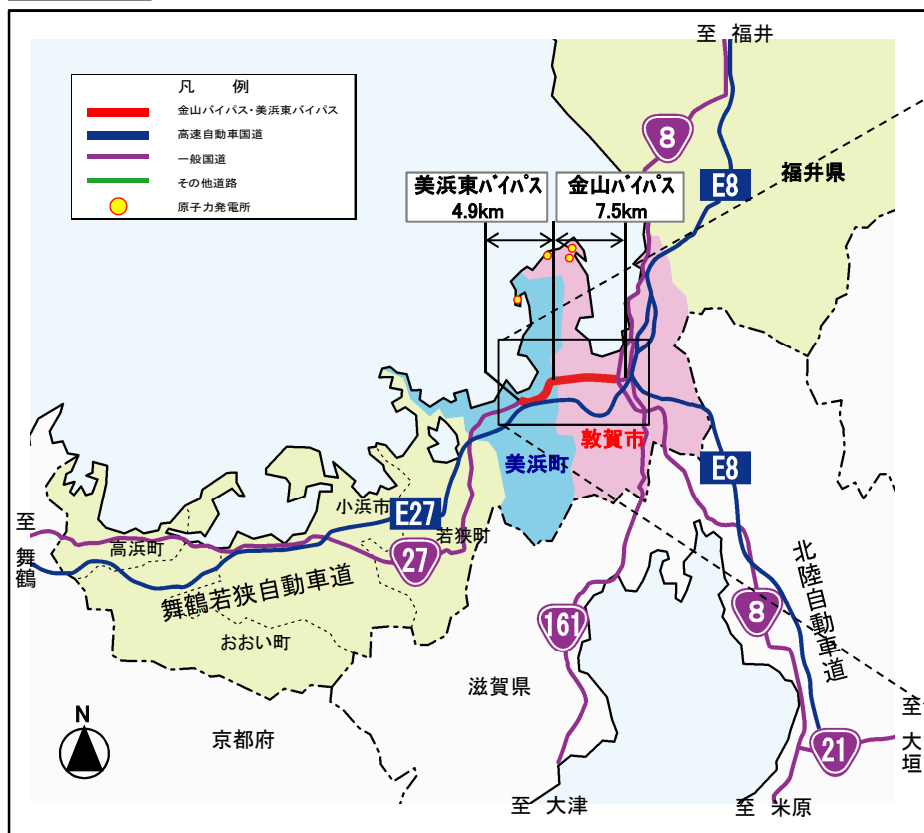 至 福井
凡 例
金山バイパス・美浜東バイパス
高速自動車国道
一般国道
その他道路
原子力発電所
8
E8
福井県
美浜東バイパス
4.9km
金山バイパス
7.5km
敦賀市
美浜町
E8
小浜市
E27
若狭町
至 舞鶴
高浜町
27
舞鶴若狭自動車道
おおい町
北陸自動車道
161
8
滋賀県
N
京都府
21
至 大垣
至 大津
至 米原